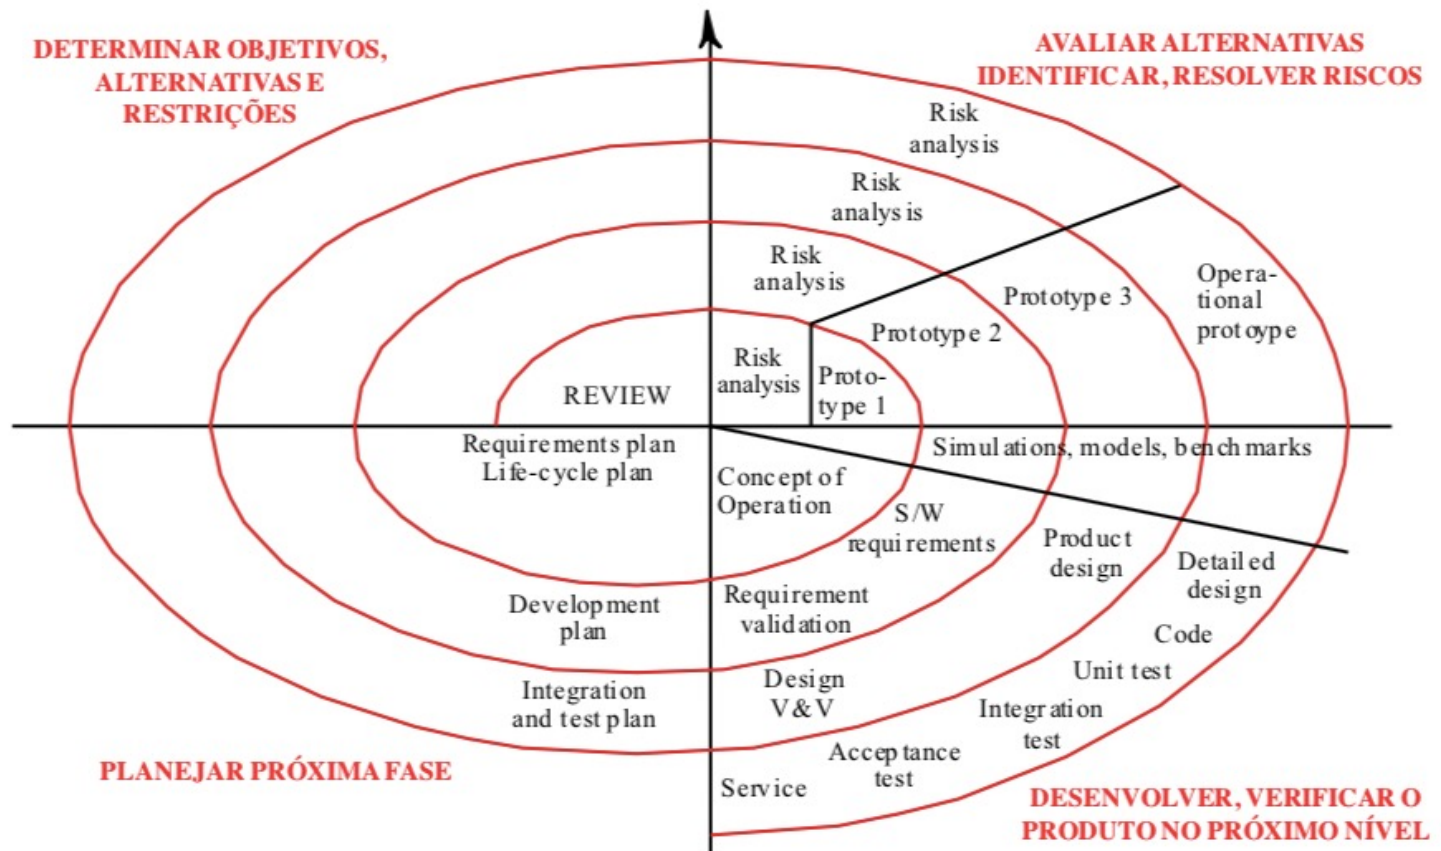 DETERMINAR OBJETIVOS,
ALTERNATIVAS E
RESTRIÇÕES
AVALIAR ALTERNATIVAS
IDENTIFICAR, RESOLVER RISCOS
Risk
analysis
Risk
analysis
Risk
analysis
Risk
analysis
REVIEW
Proto-
type 1
Prototype 2
Prototype 3
Opera-
tional
protoype
Requirements plan
Life-cycle plan
Simulations, models, benchmarks
Concept of
Operation
S/W
requirements
Product
design
Detailed
design
Development
plan
Requirement
validation
Code
Unit test
Integration
and test plan
Design
V&V
Integration
test
Acceptance
test
Service
PLANEJAR PRÓXIMA FASE
DESENVOLVER, VERIFICAR O
PRODUTO NO PRÓXIMO NÍVEL